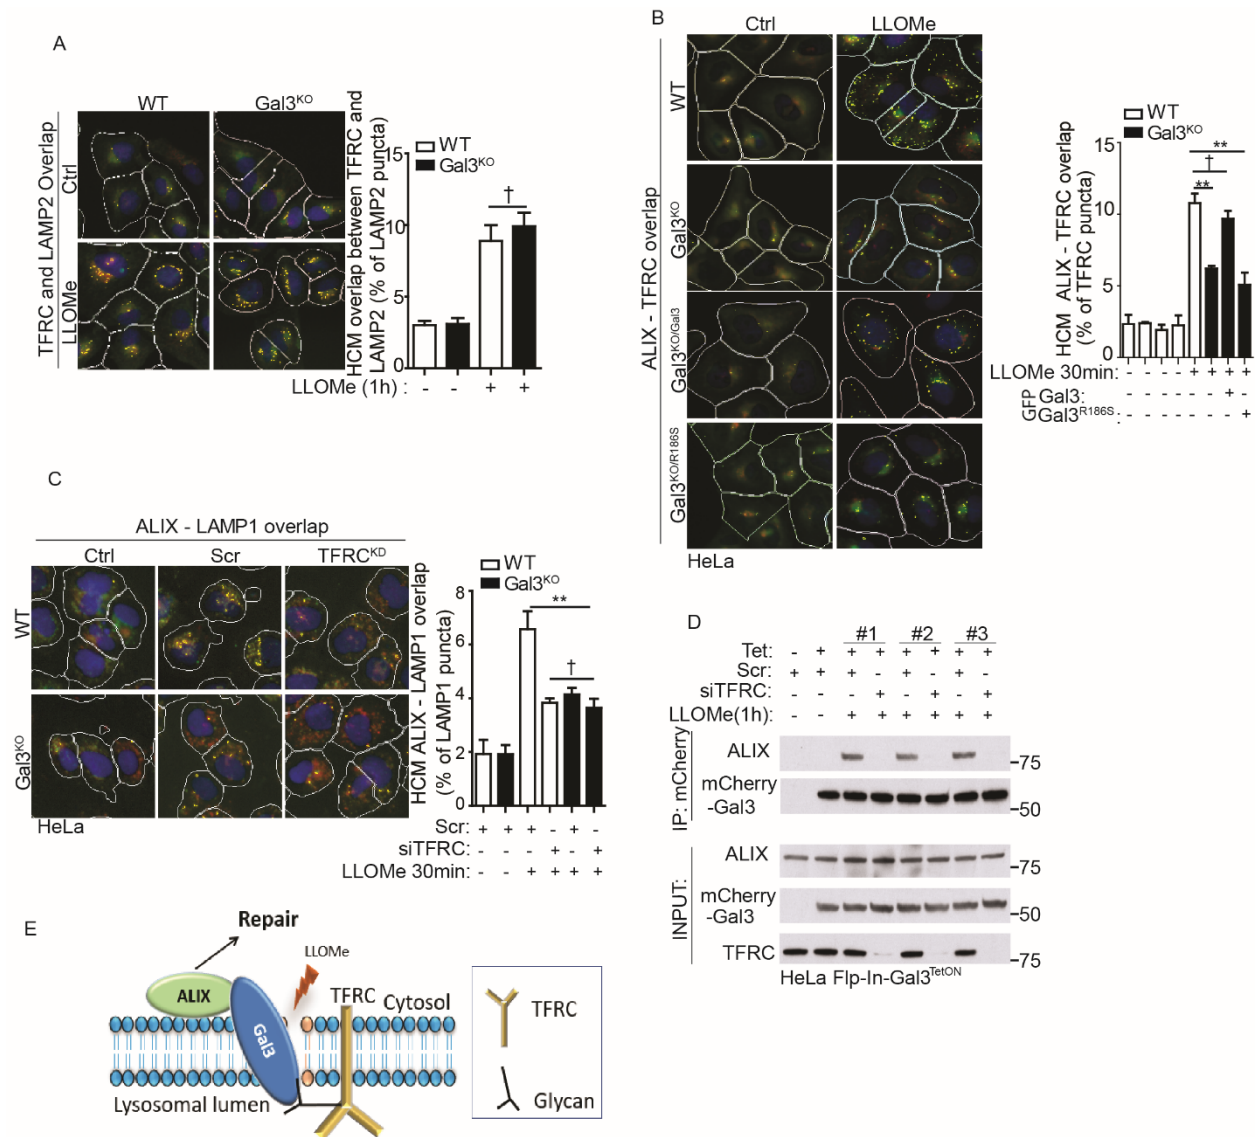 A
WT Gal3KO
TFRC and LAMP2 Overlap
Ctrl
LLOMe
HCM overlap between TFRC and
LAMP2 (% of LAMP2 puncta)
15
10
5
0
WT
Gal3KO
†
LLOMe (1h) : - - + +
B
Ctrl LLOMe
ALIX - TFRC overlap
WT
Gal3KO
Gal3KO/Gal3
Gal3KO/R186S
HeLa
HCM ALIX - TFRC overlap
(% of TFRC puncta)
15
10
5
0
WT
Gal3KO
**
†
**
LLOMe 30min: - - - - + + + +
GFP
Gal3: - - - - - - + -
Gal3R186S: - - - - - - - +
C
ALIX - LAMP1 overlap
Ctrl Scr TFRCKD
WT
Gal3KO
HeLa
HCM ALIX - LAMP1 overlap
(% of LAMP1 puncta)
8
6
4
2
0
WT
Gal3KO
**
†
Scr: + + + - + -
siTFRC: - - - + - +
LLOMe 30min: - - + + + +
D
#1 #2 #3
Tet: - + + + + + + +
Scr: + + + - + - + -
siTFRC: - - - + - + - +
LLOMe(1h): - - + + + + + +
IP: mCherry
ALIX -75
mCherry
-Gal3 -50
INPUT:
ALIX -75
mCherry
-Gal3 -50
TFRC -75
HeLa Flp-In-Gal3TetON
E
Repair
LLOMe
ALIX
TFRC
Cytosol
Gal3
Lysosomal lumen
TFRC
Glycan